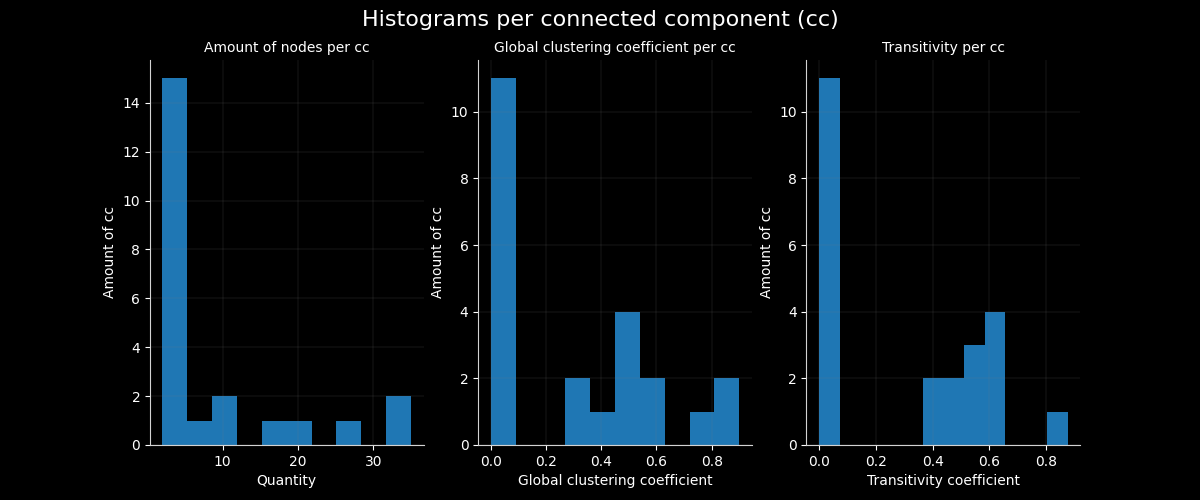 Histograms per connected component (cc)
Amount of nodes per cc
14
12
10
8
6
4
2
0
Amount of cc
10 20 30
Quantity
Global clustering coefficient per cc
10
8
6
4
2
0
Amount of cc
0.0 0.2 0.4 0.6 0.8
Global clustering coefficient
Transitivity per cc
10
8
6
4
2
0
Amount of cc
0.0 0.2 0.4 0.6 0.8
Transitivity coefficient